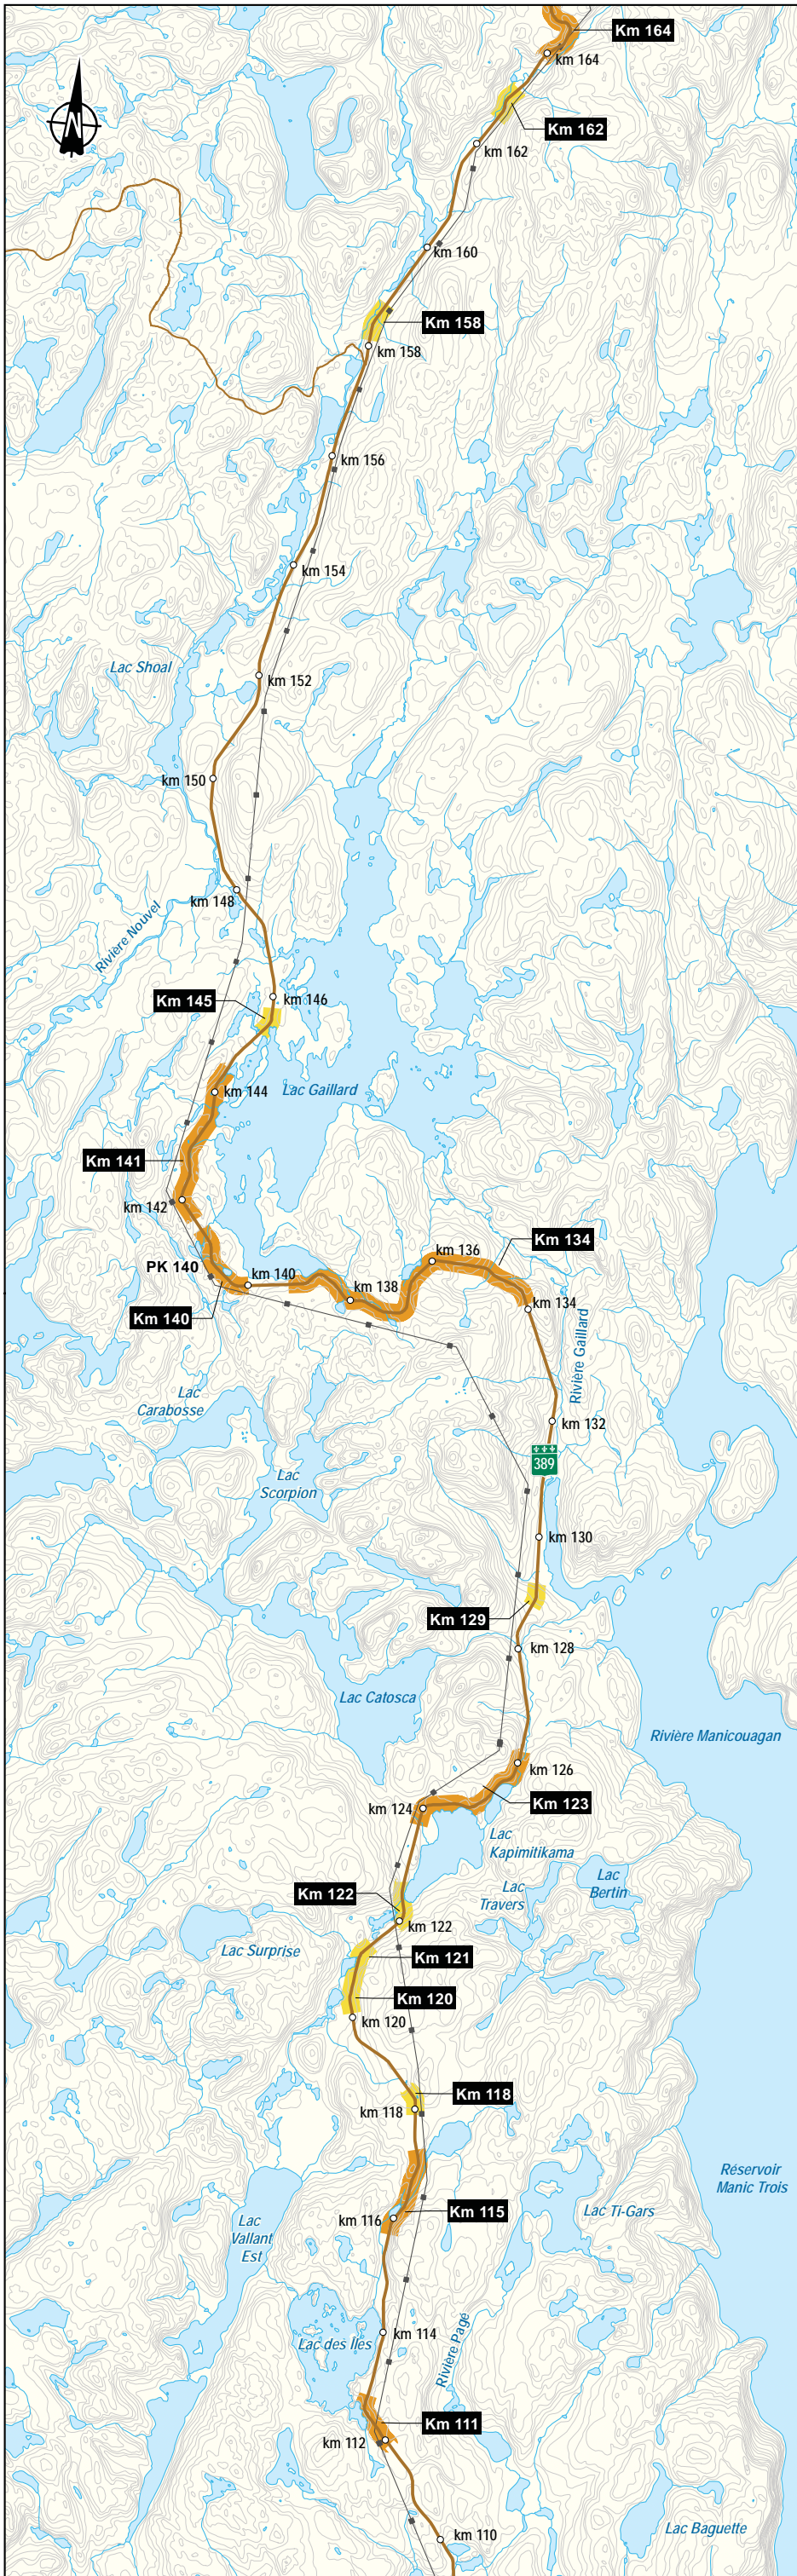 Km 164
km 164
N
Km 162
km 162
km 160
Km 158
km 158
km 156
km 154
Lac Shoal
km 152
km 150
km 148
Rivière Nouvel
Km 145
km 146
Lac Gaillard
km 144
Km 141
km 142
Km 134
km 136
PK 140
km 140
km 138
km 134
Km 140
Rivière Gaillard
Lac
Carabosse
km 132
389
Lac
Scorpion
km 130
Km 129
km 128
Lac Catosca
Rivière Manicouagan
km 126
Km 123
km 124
Lac
Kapimitikama
Lac
Bertin
Lac
Travers
Km 122
km 122
Lac Surprise
Km 121
Km 120
km 120
Km 118
km 118
Réservoir
Manic Trois
Km 115
km 116
Lac Ti-Gars
Lac
Vallant
Est
km 114
Lac des Îles
Rivière Pagé
Km 111
km 112
km 110
Lac Baguette